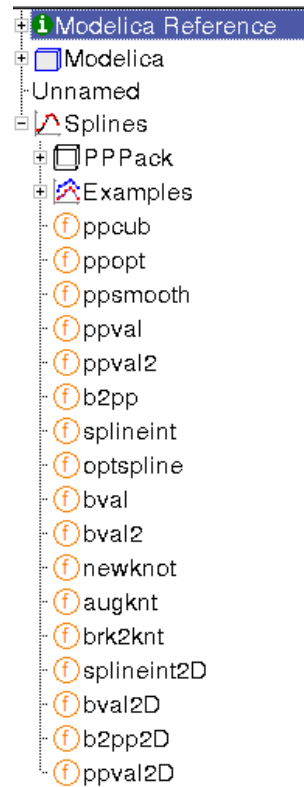 Modelica Reference
Modelica
Unnamed
Splines
PPPack
Examples
ppcub
ppopt
ppsmooth
ppval
ppval2
b2pp
splineint
optspline
bval
bval2
newknot
augknt
brk2knt
splineint2D
bval2D
b2pp2D
ppval2D